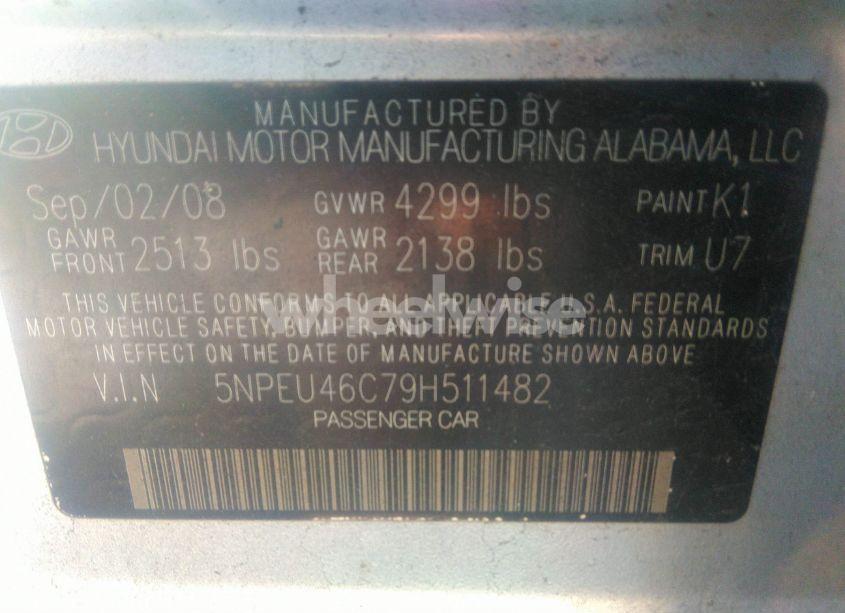 MANUFACTURED BY
HYUNDAI MOTOR MANUFACTURING ALABAMA, LLC
Sep/02/08 GVWR 4299 lbs PAINT K1
GAWR FRONT 2513 lbs GAWR REAR 2138 lbs TRIM U7
THIS VEHICLE CONFORMS TO ALL APPLICABLE U.S.A. FEDERAL
MOTOR VEHICLE SAFETY, BUMPER, AND THEFT PREVENTION STANDARDS
IN EFFECT ON THE DATE OF MANUFACTURE SHOWN ABOVE.
wheelwise
V.I.N 5NPEU46C79H511482
PASSENGER CAR